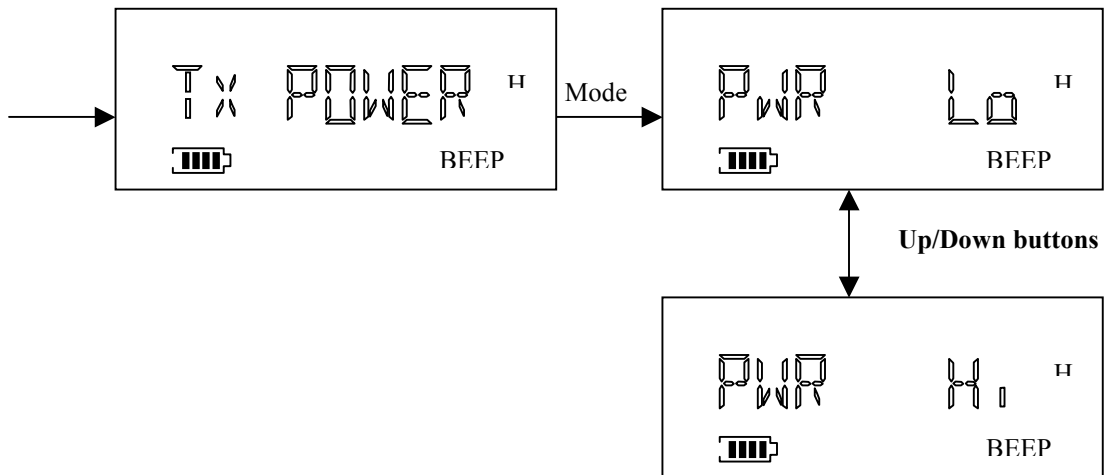 Tx POWER H
BEEP
Mode
PwR Lo H
BEEP
Up/Down buttons
PWR Hi H
BEEP